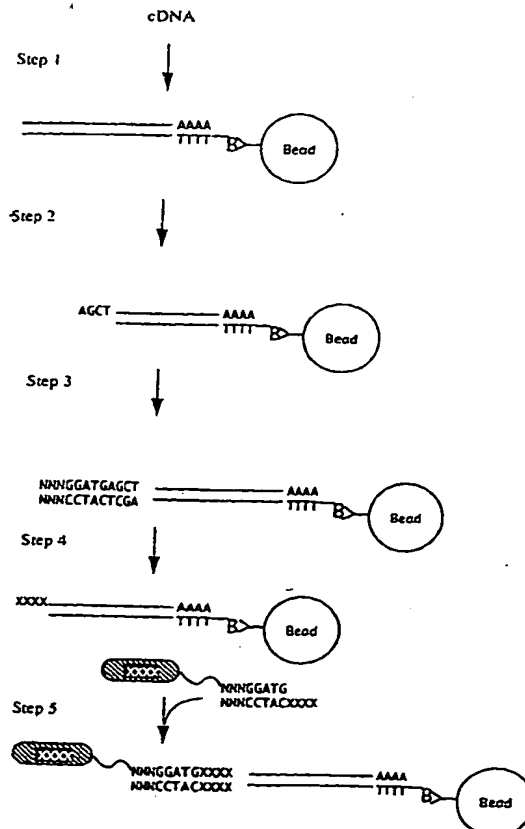 cDNA
Step 1
AAAA
TTTT
B
Bead
Step 2
AGCT
AAAA
TTTT
B
Bead
Step 3
NNNGGATGAGCT
NNNCCTACTCGA
AAAA
TTTT
B
Bead
Step 4
XXXX
AAAA
TTTT
B
Bead
XXXX
NNNGGATG
NNNCCTACXXXX
Step 5
XXXX
NNNGGATGXXXX
NNNCCTACXXXX
AAAA
TTTT
B
Bead